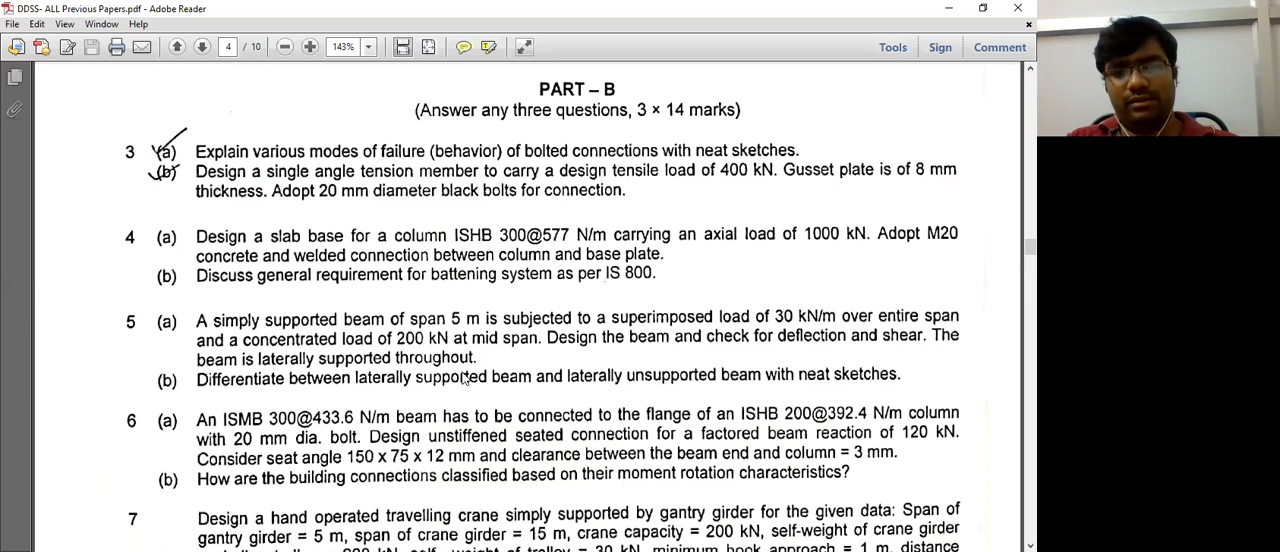 DDSS- ALL Previous Papers.pdf - Adobe Reader
File Edit View Window Help
4 / 10 143% Tools Sign Comment
PART – B
(Answer any three questions, 3 × 14 marks)
3 (a) Explain various modes of failure (behavior) of bolted connections with neat sketches.
(b) Design a single angle tension member to carry a design tensile load of 400 kN. Gusset plate is of 8 mm
thickness. Adopt 20 mm diameter black bolts for connection.
4 (a) Design a slab base for a column ISHB 300@577 N/m carrying an axial load of 1000 kN. Adopt M20
concrete and welded connection between column and base plate.
(b) Discuss general requirement for battening system as per IS 800.
5 (a) A simply supported beam of span 5 m is subjected to a superimposed load of 30 kN/m over entire span
and a concentrated load of 200 kN at mid span. Design the beam and check for deflection and shear. The
beam is laterally supported throughout.
(b) Differentiate between laterally supported beam and laterally unsupported beam with neat sketches.
6 (a) An ISMB 300@433.6 N/m beam has to be connected to the flange of an ISHB 200@392.4 N/m column
with 20 mm dia. bolt. Design unstiffened seated connection for a factored beam reaction of 120 kN.
Consider seat angle 150 x 75 x 12 mm and clearance between the beam end and column = 3 mm.
(b) How are the building connections classified based on their moment rotation characteristics?
7 Design a hand operated travelling crane simply supported by gantry girder for the given data: Span of
gantry girder = 5 m, span of crane girder = 15 m, crane capacity = 200 kN, self-weight of crane girder
weight of trolley = 30 kN, minimum hook approach = 1 m, distance